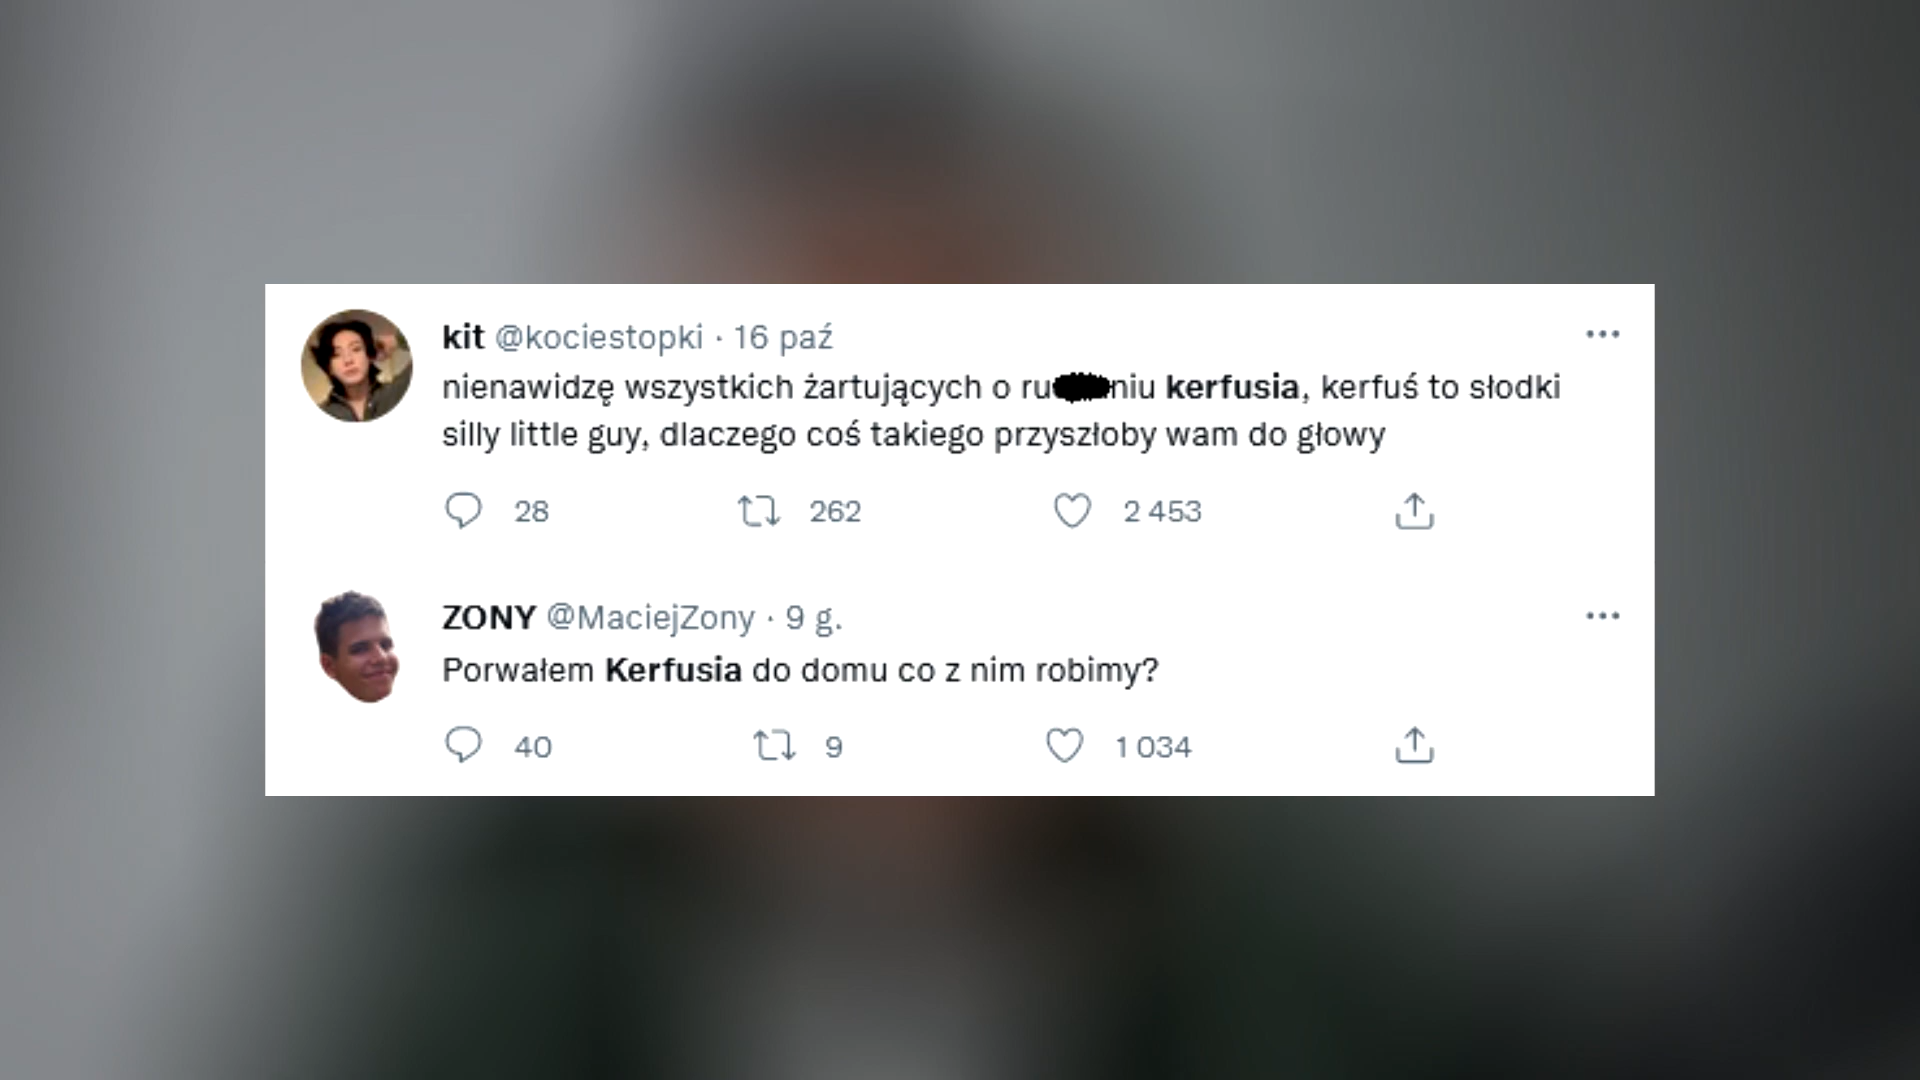 kit @kociestopki · 16 paź
nienawidzę wszystkich żartujących o ru niu kerfusia, kerfuś to słodki
silly little guy, dlaczego coś takiego przyszłoby wam do głowy
28 262 2 453
ZONY @MaciejZony · 9 g.
Porwałem Kerfusia do domu co z nim robimy?
40 9 1 034